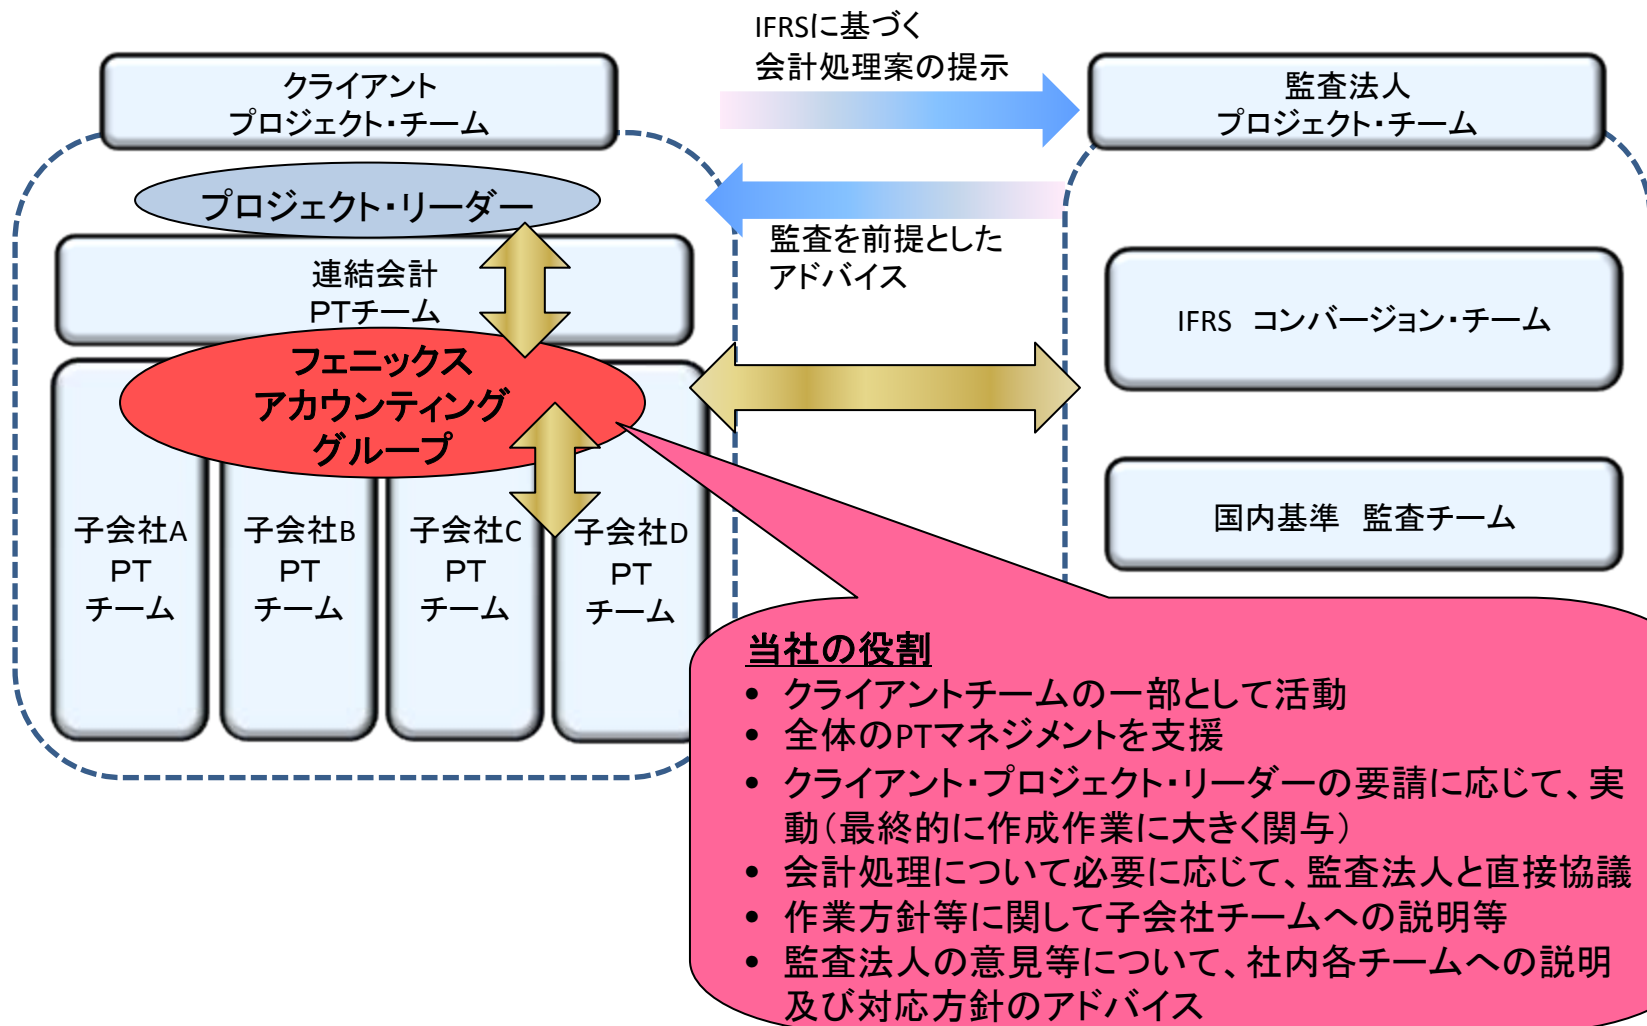 IFRSに基づく
会計処理案の提示
クライアント
プロジェクト・チーム
監査法人
プロジェクト・チーム
プロジェクト・リーダー
監査を前提とした
アドバイス
連結会計
PTチーム
IFRS コンバージョン・チーム
フェニックス
アカウンティング
グループ
国内基準 監査チーム
子会社A
PT
チーム
子会社B
PT
チーム
子会社C
PT
チーム
子会社D
PT
チーム
当社の役割
• クライアントチームの一部として活動
• 全体のPTマネジメントを支援
• クライアント・プロジェクト・リーダーの要請に応じて、実
動（最終的に作成作業に大きく関与）
• 会計処理について必要に応じて、監査法人と直接協議
• 作業方針等に関して子会社チームへの説明等
• 監査法人の意見等について、社内各チームへの説明
及び対応方針のアドバイス